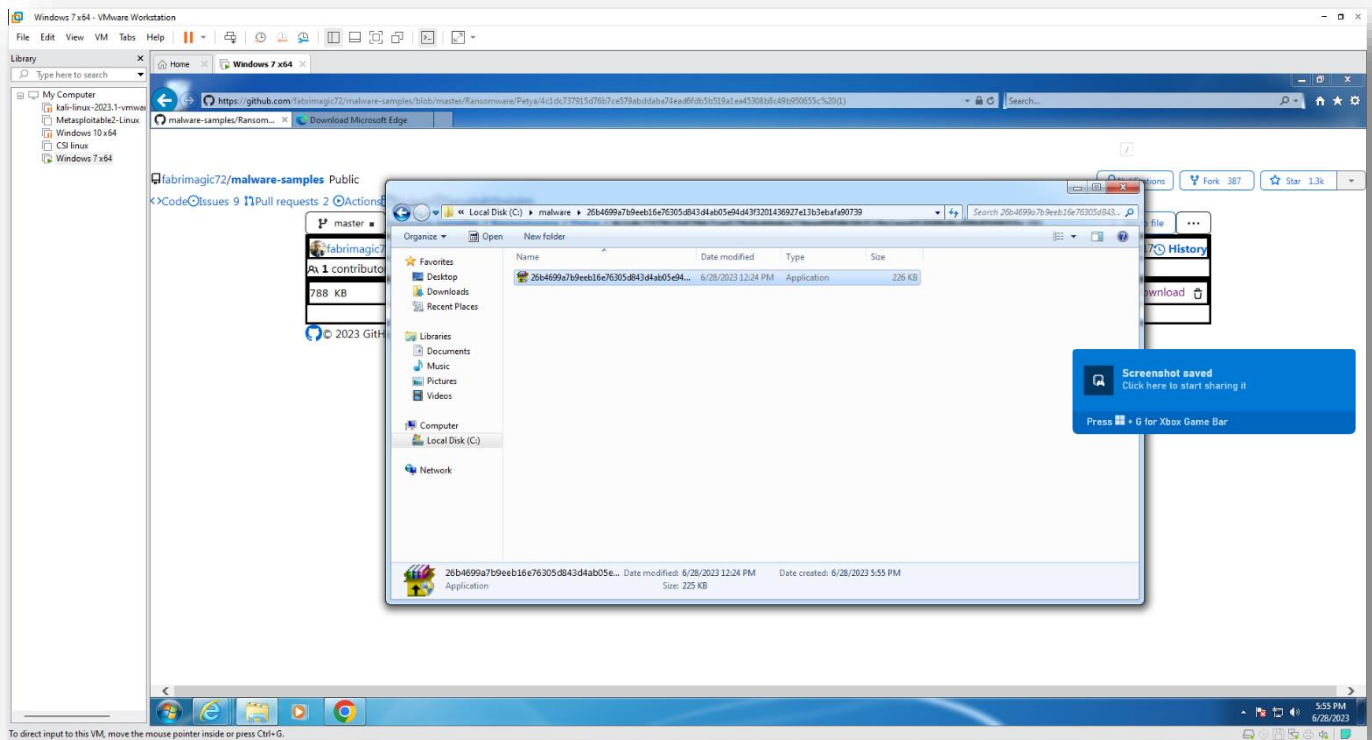 Windows 7 x64 - VMware Workstation
File Edit View VM Tabs Help
Library
Type here to search
My Computer
kali-linux-2023.1-vmwar
Metasploitable2-Linux
Windows 10 x64
CSI linux
Windows 7 x64
Home
Windows 7 x64
https://github.com/fabrimagic72/malware-samples/blob/master/Ransomware/Petya/4c1dc737915d76b7ce579abddaba74ead6fdb5b519a1ea45308b8c49b950655c%20(1)
Search...
malware-samples/Ransom...
Download Microsoft Edge
fabrimagic72/malware-samples Public
Fork 387
Star 1.3k
<>Code Issues 9 Pull requests 2 Actions
master
file
...
fabrimagic7
History
1 contributo
788 KB
ownload
© 2023 GitH
« Local Disk (C:) ▸ malware ▸ 26b4699a7b9eeb16e76305d843d4ab05e94d43f3201436927e13b3ebafa90739
Search 26b4699a7b9eeb16e76305d843...
Organize Open New folder
Favorites
Desktop
Downloads
Recent Places
Libraries
Documents
Music
Pictures
Videos
Computer
Local Disk (C:)
Network
Name Date modified Type Size
26b4699a7b9eeb16e76305d843d4ab05e94... 6/28/2023 12:24 PM Application 226 KB
26b4699a7b9eeb16e76305d843d4ab05e... Date modified: 6/28/2023 12:24 PM Date created: 6/28/2023 5:55 PM
Application Size: 225 KB
Screenshot saved
Click here to start sharing it
Press + G for Xbox Game Bar
5:55 PM
6/28/2023
To direct input to this VM, move the mouse pointer inside or press Ctrl+G.